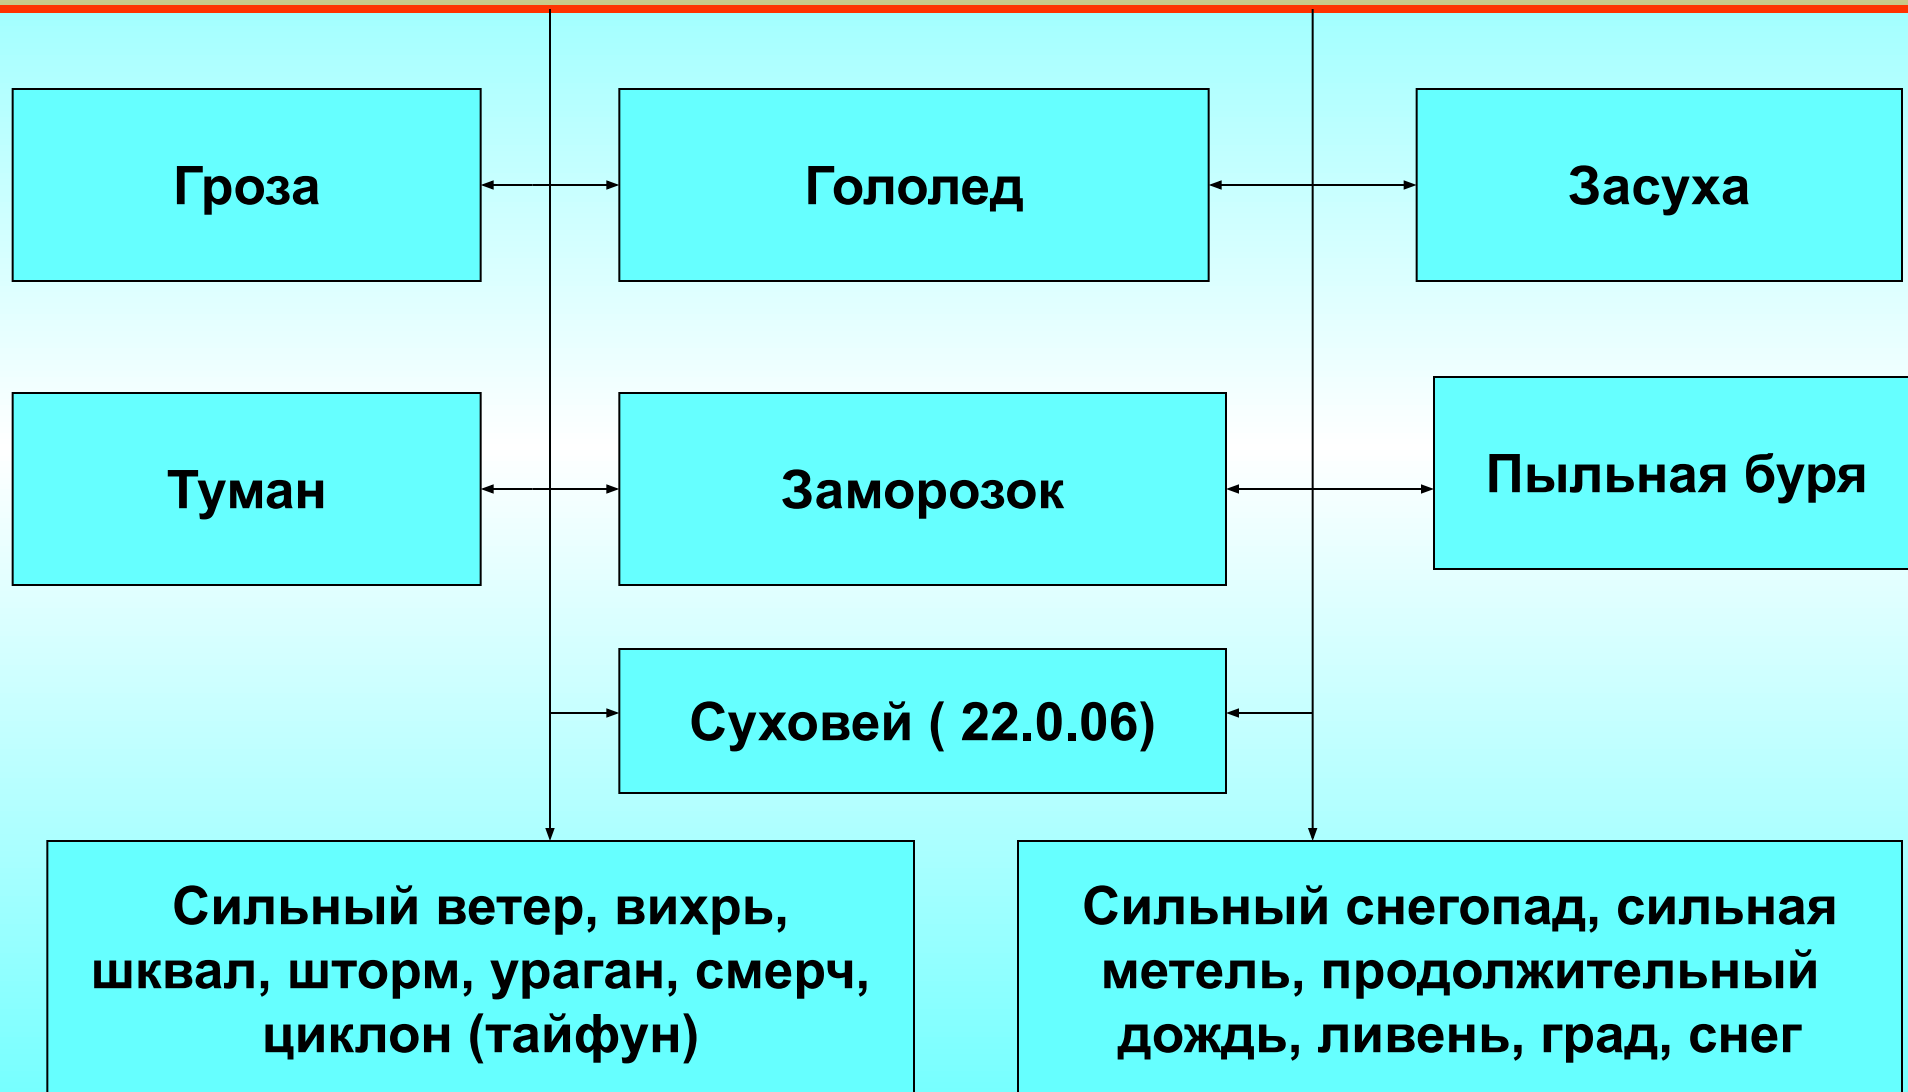 Гроза
Гололед
Засуха
Туман
Заморозок
Пыльная буря
Суховей ( 22.0.06)
Сильный ветер, вихрь,
шквал, шторм, ураган, смерч,
циклон (тайфун)
Сильный снегопад, сильная
метель, продолжительный
дождь, ливень, град, снег